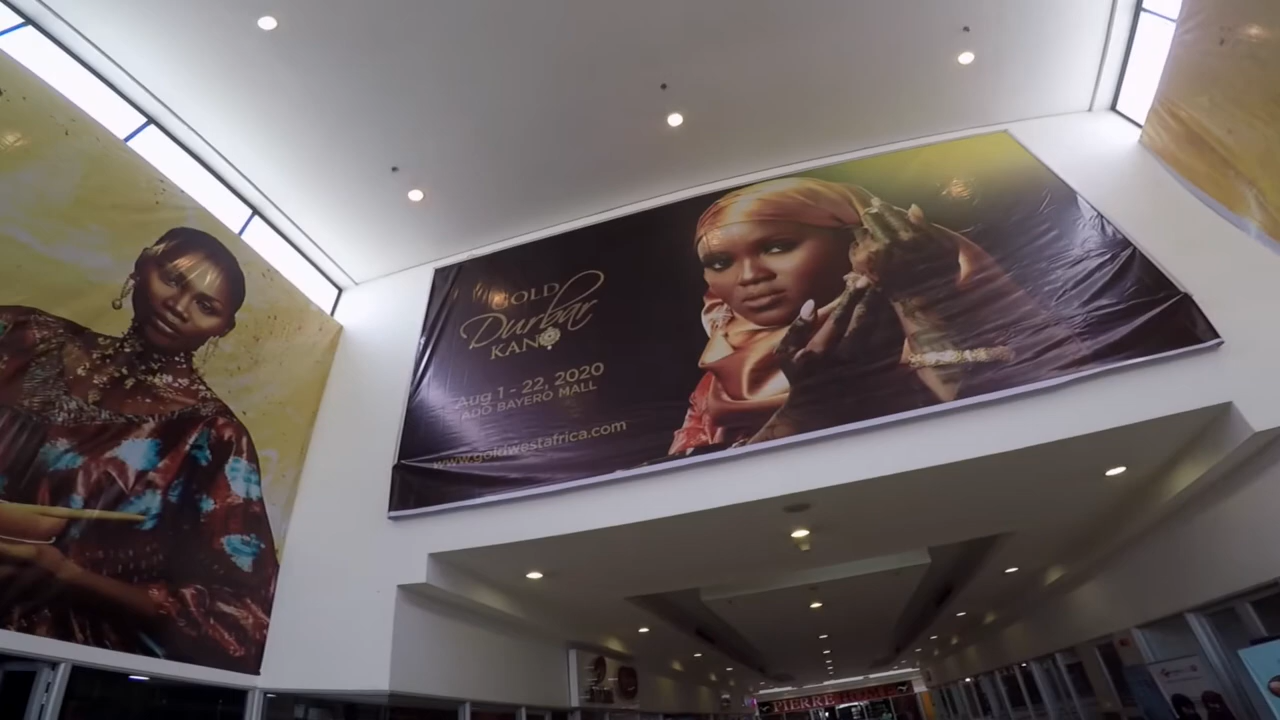 GOLD
Durbar
KANO
Aug 1 - 22, 2020
ADO BAYERO MALL
www.goldwestafrica.com
PIERRE